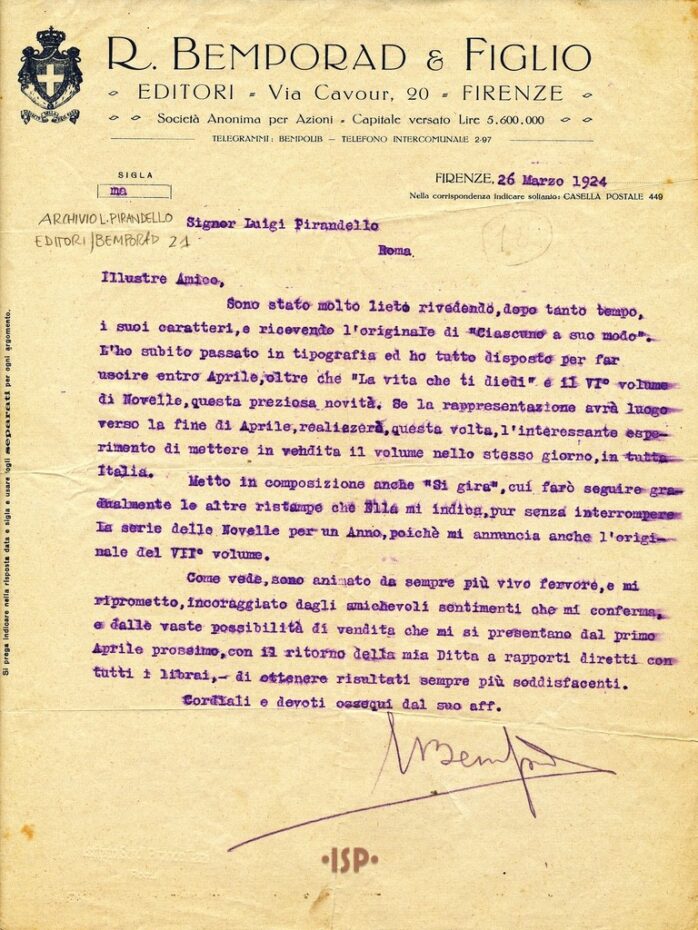 R. BEMPORAD & FIGLIO
EDITORI - Via Cavour, 20 - FIRENZE
Società Anonima per Azioni - Capitale versato Lire 5.600.000
TELEGRAMMI: BEMPOLIB — TELEFONO INTERCOMUNALE 2-97
SIGLA
ma
FIRENZE, 26 Marzo 1924
Nella corrispondenza indicare soltanto: CASELLA POSTALE 449
ARCHIVIO L. PIRANDELLO
EDITORI/BEMPORAD 21
Signor Luigi Pirandello
Roma
Illustre Amico,
Sono stato molto lieto rivedendo, dopo tanto tempo,
i suoi caratteri, e ricevendo l'originale di "Ciascuno a suo modo".
L'ho subito passato in tipografia ed ho tutto disposto per far
uscire entro Aprile, oltre che "La vita che ti diedi" e il VI° volume
di Novelle, questa preziosa novità. Se la rappresentazione avrà luogo
verso la fine di Aprile, realizzerà, questa volta, l'interessante espe-
rimento di mettere in vendita il volume nello stesso giorno, in tutta
Italia.
Metto in composizione anche "Si gira", cui farò seguire gra-
dualmente le altre ristampe che Ella mi indica, pur senza interrompere
la serie delle Novelle per un Anno, poichè mi annuncia anche l'origi-
nale del VII° volume.
Come vede, sono animato da sempre più vivo fervore, e mi
riprometto, incoraggiato dagli amichevoli sentimenti che mi conferma,
e dalle vaste possibilità di vendita che mi si presentano dal primo
Aprile prossimo, con il ritorno della mia Ditta a rapporti diretti con
tutti i librai, - di ottenere risultati sempre più soddisfacenti.
Cordiali e devoti ossequi dal suo aff.
Bemporad
Si prega indicare nella risposta data e sigla e usare fogli separati per ogni argomento.
•ISP•